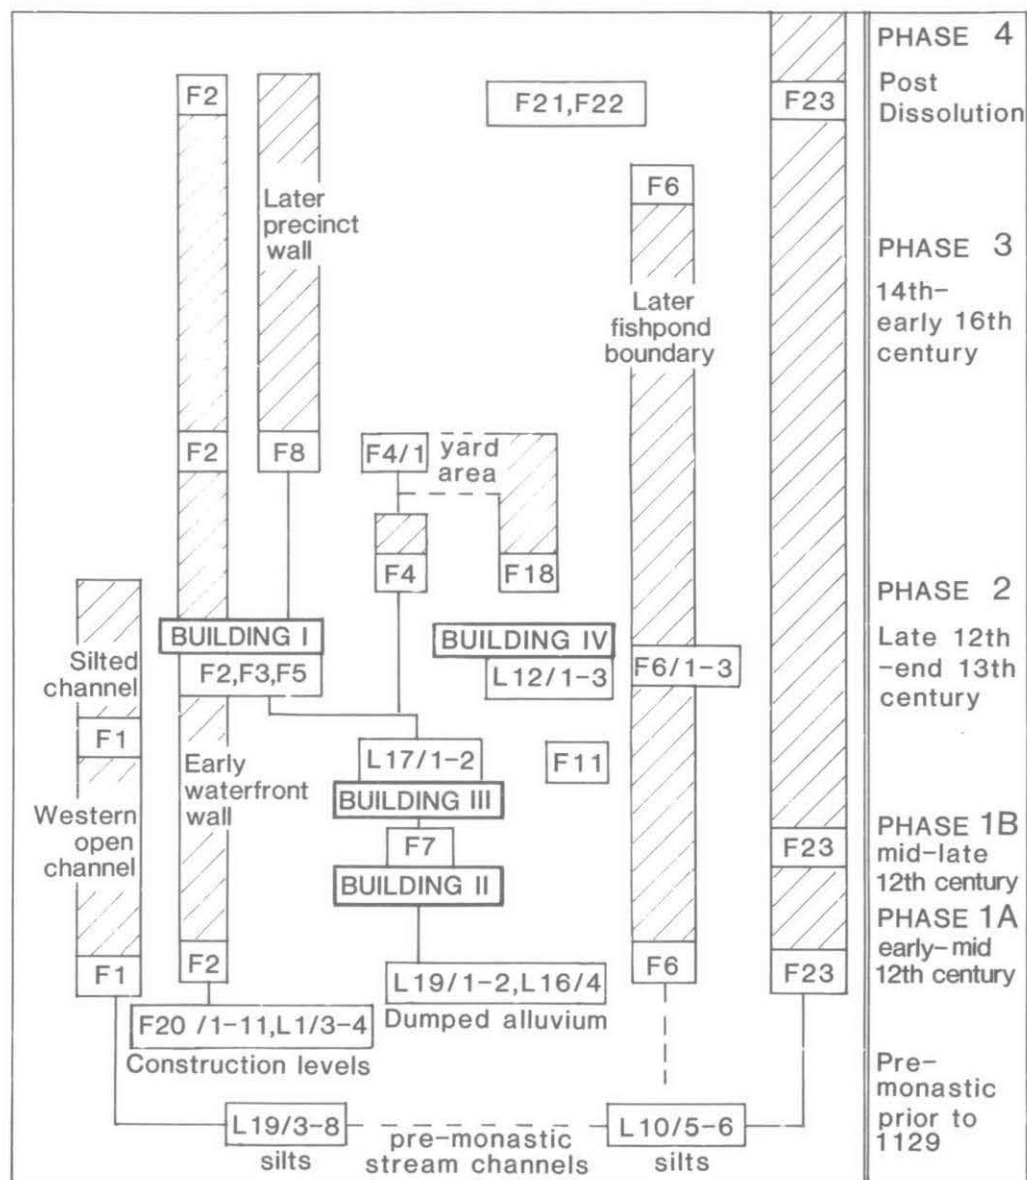 PHASE 4
F2
F21,F22
F23
Post
Dissolution
F6
Later
precinct
wall
PHASE 3
14th-
early 16th
century
Later
fishpond
boundary
F2
F8
F4/1
yard
area
F4
F18
PHASE 2
BUILDING I
BUILDING IV
Late 12th
-end 13th
century
Silted
channel
F2,F3,F5
L12/1-3
F6/1-3
F1
Early
waterfront
wall
L17/1-2
F11
BUILDING III
Western
open
channel
F7
F23
PHASE 1B
mid-late
12th century
BUILDING II
PHASE 1A
early-mid
12th century
F1
F2
L19/1-2,L16/4
F6
F23
Dumped alluvium
F20 /1-11,L1/3-4
Construction levels
Pre-
monastic
prior to
1129
L19/3-8
silts
pre-monastic
stream channels
L10/5-6
silts